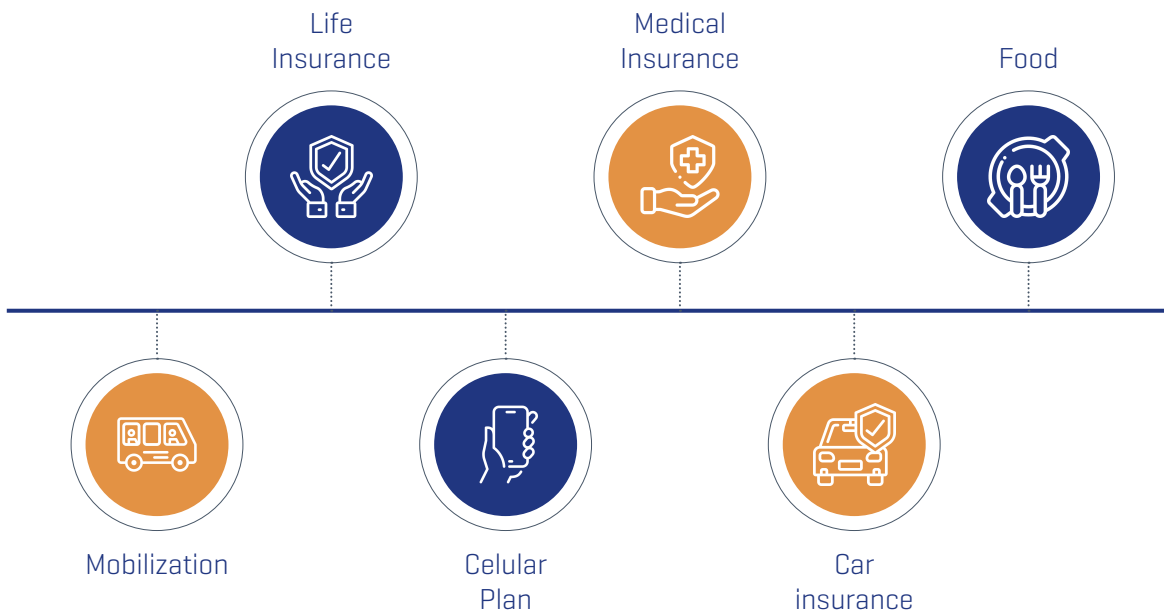 Life
Insurance
Medical
Insurance
Food
Mobilization
Celular
Plan
Car
insurance